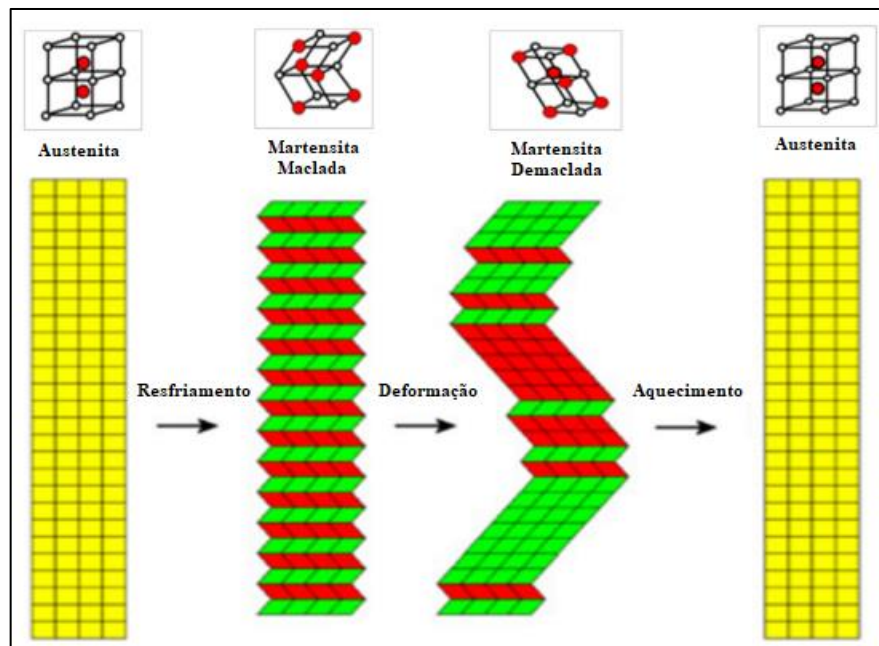 Austenita
Martensita
Maclada
Martensita
Demaclada
Austenita
Resfriamento
Deformação
Aquecimento